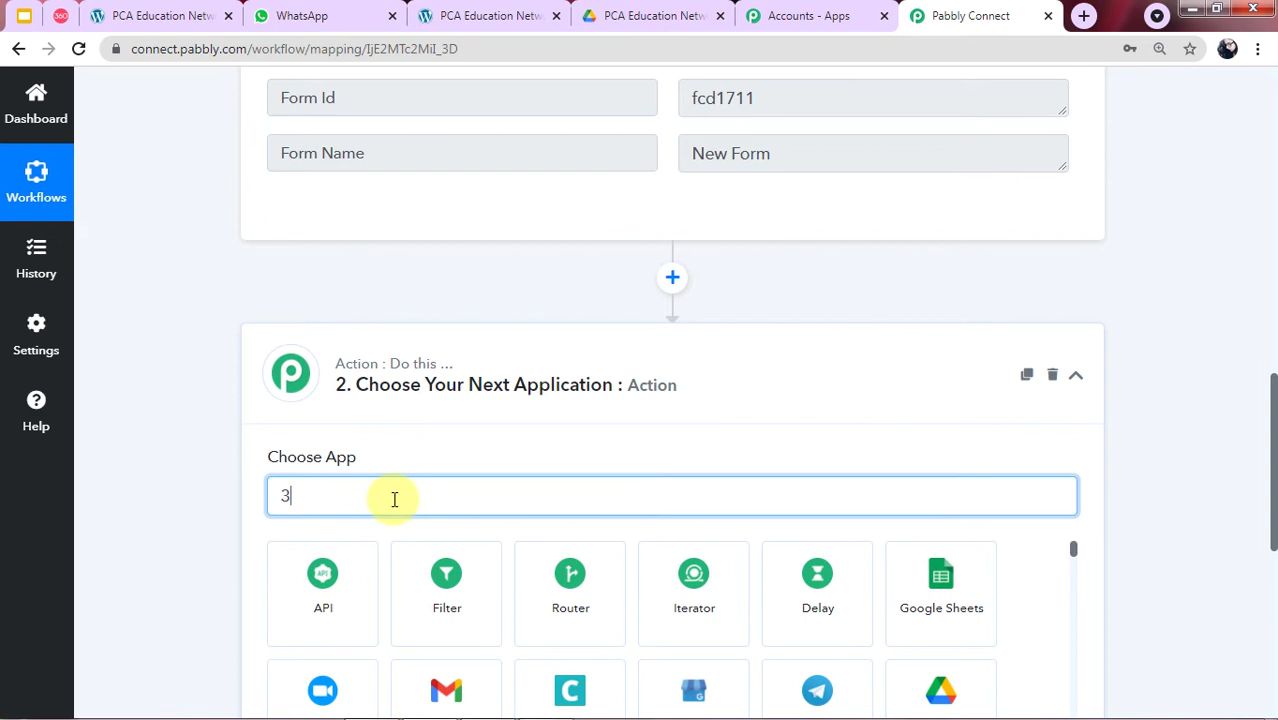 360
PCA Education Netw
WhatsApp
PCA Education Netw
PCA Education Netw
Accounts - Apps
Pabbly Connect
connect.pabbly.com/workflow/mapping/IjE2MTc2MiI_3D
Dashboard
Workflows
History
Settings
Help
Form Id
fcd1711
Form Name
New Form
Action : Do this ...
2. Choose Your Next Application : Action
Choose App
3
API
Filter
Router
Iterator
Delay
Google Sheets